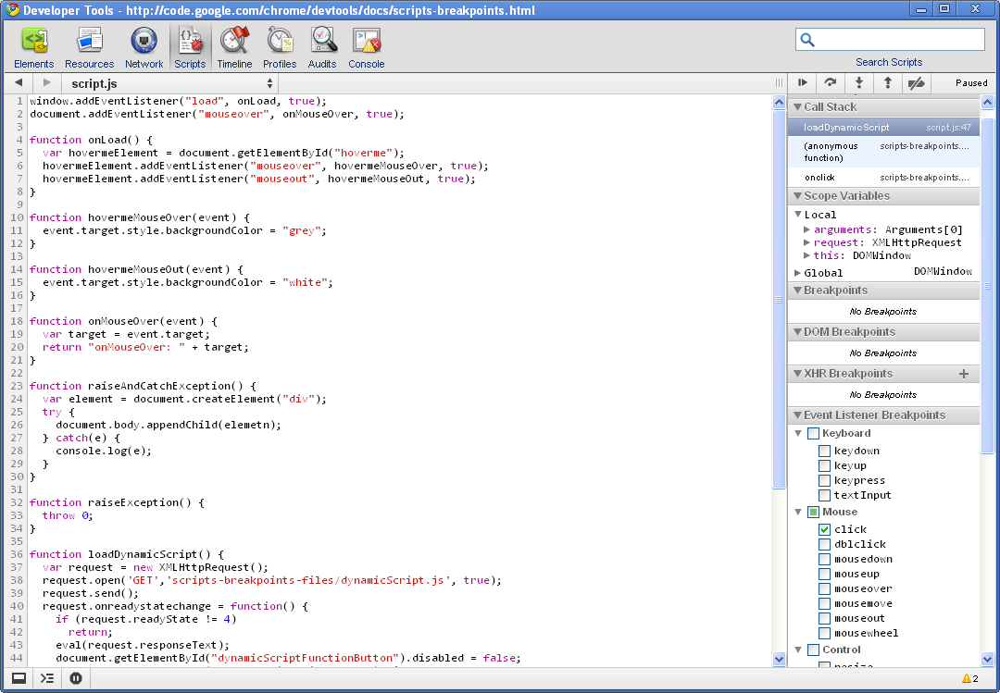 Developer Tools - http://code.google.com/chrome/devtools/docs/scripts-breakpoints.html
Elements Resources Network Scripts Timeline Profiles Audits Console
Search Scripts
script.js
Paused
1 window.addEventListener("load", onLoad, true);
2 document.addEventListener("mouseover", onMouseOver, true);
3
4 function onLoad() {
5   var hovermeElement = document.getElementById("hoverme");
6   hovermeElement.addEventListener("mouseover", hovermeMouseOver, true);
7   hovermeElement.addEventListener("mouseout", hovermeMouseOut, true);
8 }
9
10 function hovermeMouseOver(event) {
11   event.target.style.backgroundColor = "grey";
12 }
13
14 function hovermeMouseOut(event) {
15   event.target.style.backgroundColor = "white";
16 }
17
18 function onMouseOver(event) {
19   var target = event.target;
20   return "onMouseOver: " + target;
21 }
22
23 function raiseAndCatchException() {
24   var element = document.createElement("div");
25   try {
26     document.body.appendChild(elemetn);
27   } catch(e) {
28     console.log(e);
29   }
30 }
31
32 function raiseException() {
33   throw 0;
34 }
35
36 function loadDynamicScript() {
37   var request = new XMLHttpRequest();
38   request.open('GET','scripts-breakpoints-files/dynamicScript.js', true);
39   request.send();
40   request.onreadystatechange = function() {
41     if (request.readyState != 4)
42       return;
43     eval(request.responseText);
44     document.getElementById("dynamicScriptFunctionButton").disabled = false;
Call Stack
loadDynamicScript script.js:47
(anonymous function) scripts-breakpoints....
onclick scripts-breakpoints....
Scope Variables
Local
arguments: Arguments[0]
request: XMLHttpRequest
this: DOMWindow
Global DOMWindow
Breakpoints
No Breakpoints
DOM Breakpoints
No Breakpoints
XHR Breakpoints +
No Breakpoints
Event Listener Breakpoints
Keyboard
keydown
keyup
keypress
textInput
Mouse
click
dblclick
mousedown
mouseup
mouseover
mousemove
mouseout
mousewheel
Control
2